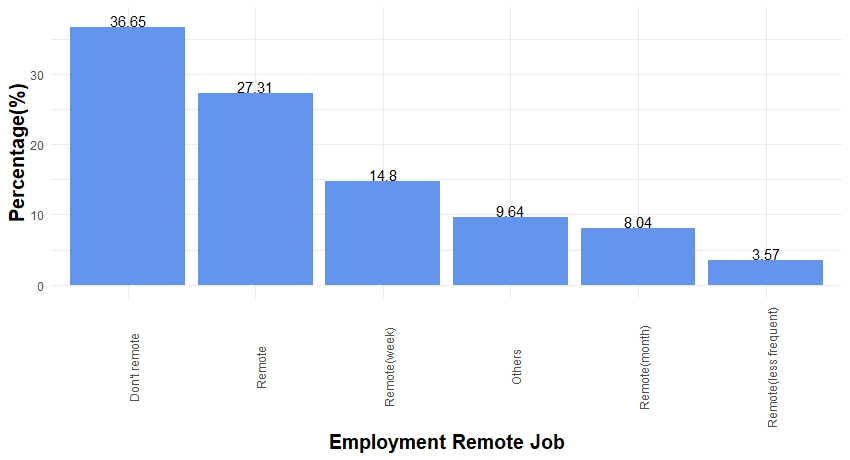 36.65
27.31
14.8
9.64
8.04
3.57
Percentage(%)
30
20
10
0
Don't remote
Remote
Remote(week)
Others
Remote(month)
Remote(less frequent)
Employment Remote Job